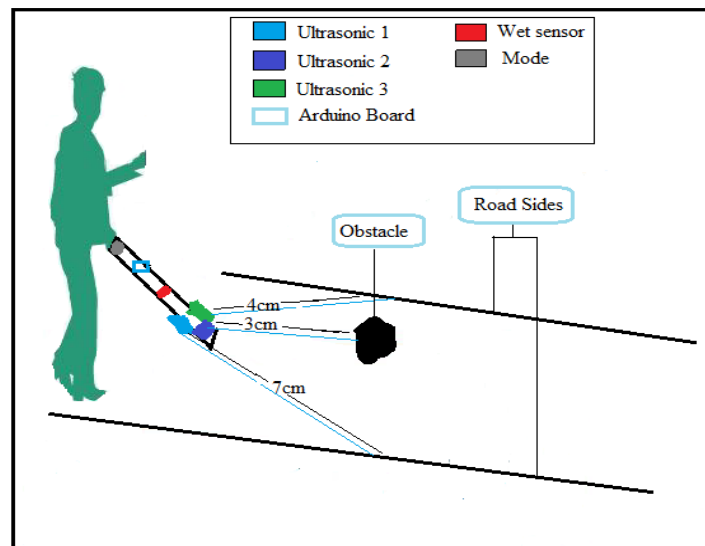 Ultrasonic 1
Wet sensor
Ultrasonic 2
Mode
Ultrasonic 3
Arduino Board
Road Sides
Obstacle
4cm
3cm
7cm